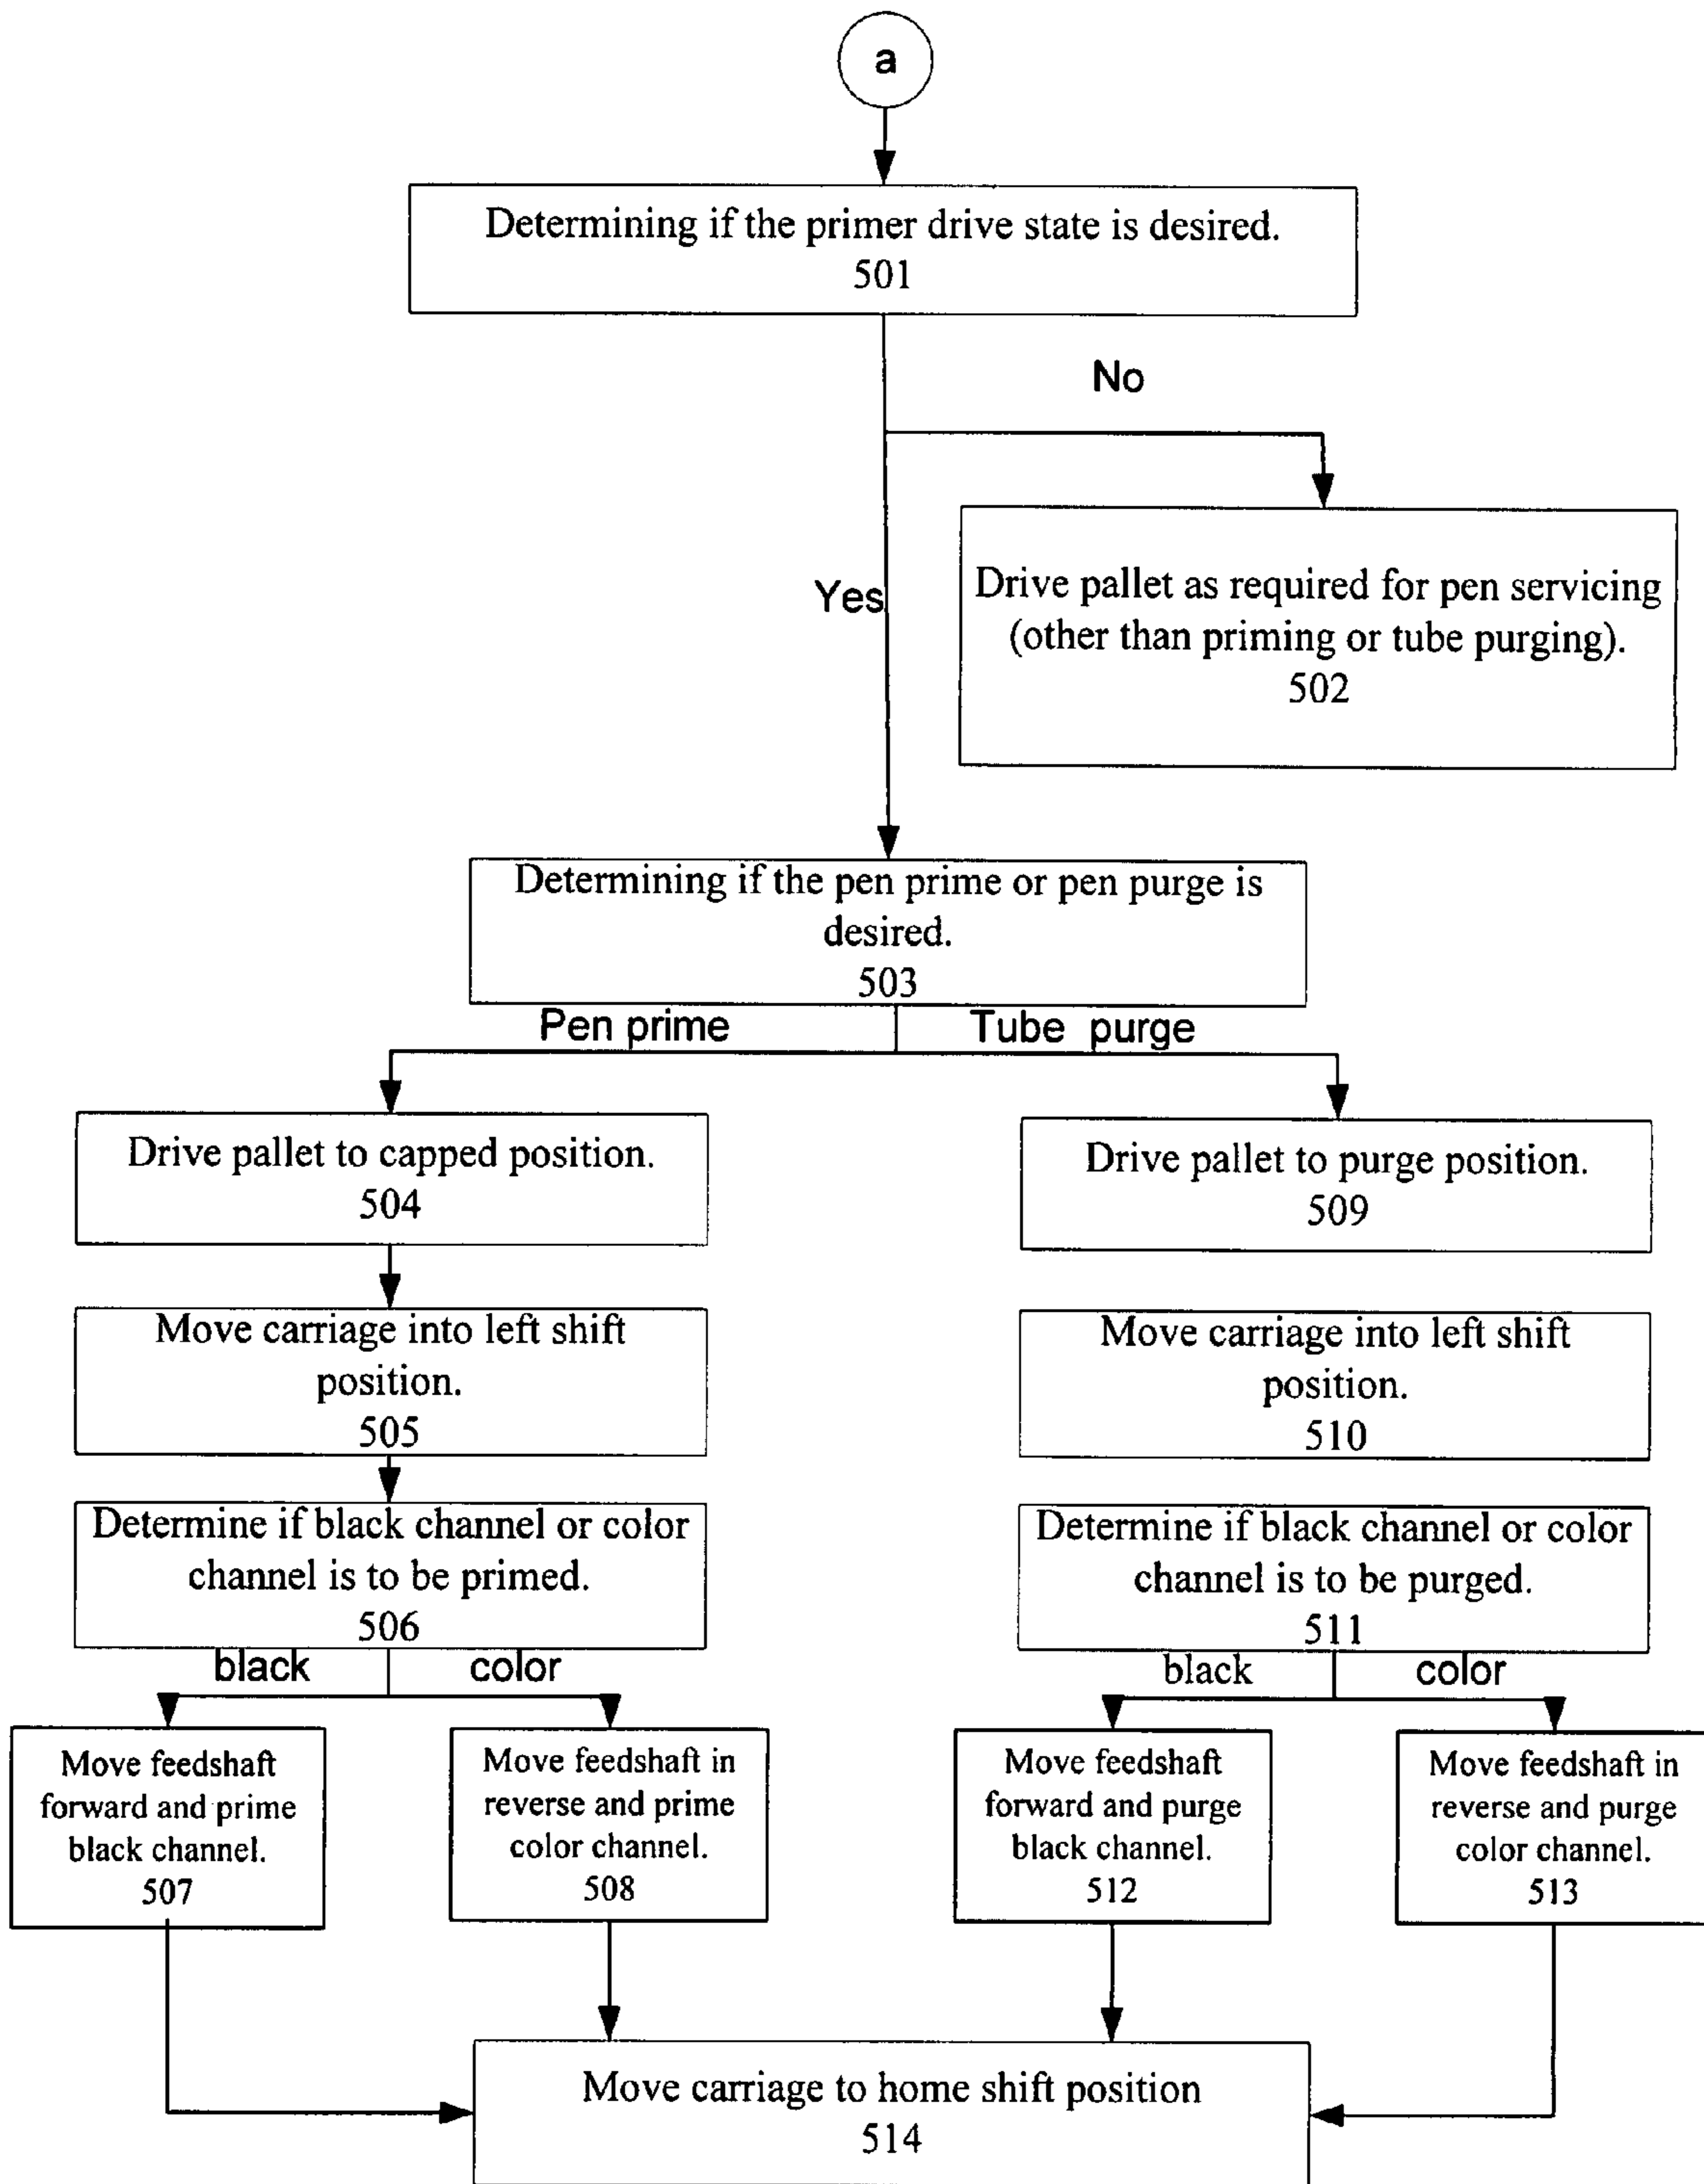 a
Determining if the primer drive state is desired.
501
No
Yes
Drive pallet as required for pen servicing
(other than priming or tube purging).
502
Determining if the pen prime or pen purge is
desired.
503
Pen prime
Tube purge
Drive pallet to capped position.
504
Drive pallet to purge position.
509
Move carriage into left shift
position.
505
Move carriage into left shift
position.
510
Determine if black channel or color
channel is to be primed.
506
Determine if black channel or color
channel is to be purged.
511
black
color
black
color
Move feedshaft
forward and prime
black channel.
507
Move feedshaft in
reverse and prime
color channel.
508
Move feedshaft
forward and purge
black channel.
512
Move feedshaft in
reverse and purge
color channel.
513
Move carriage to home shift position
514